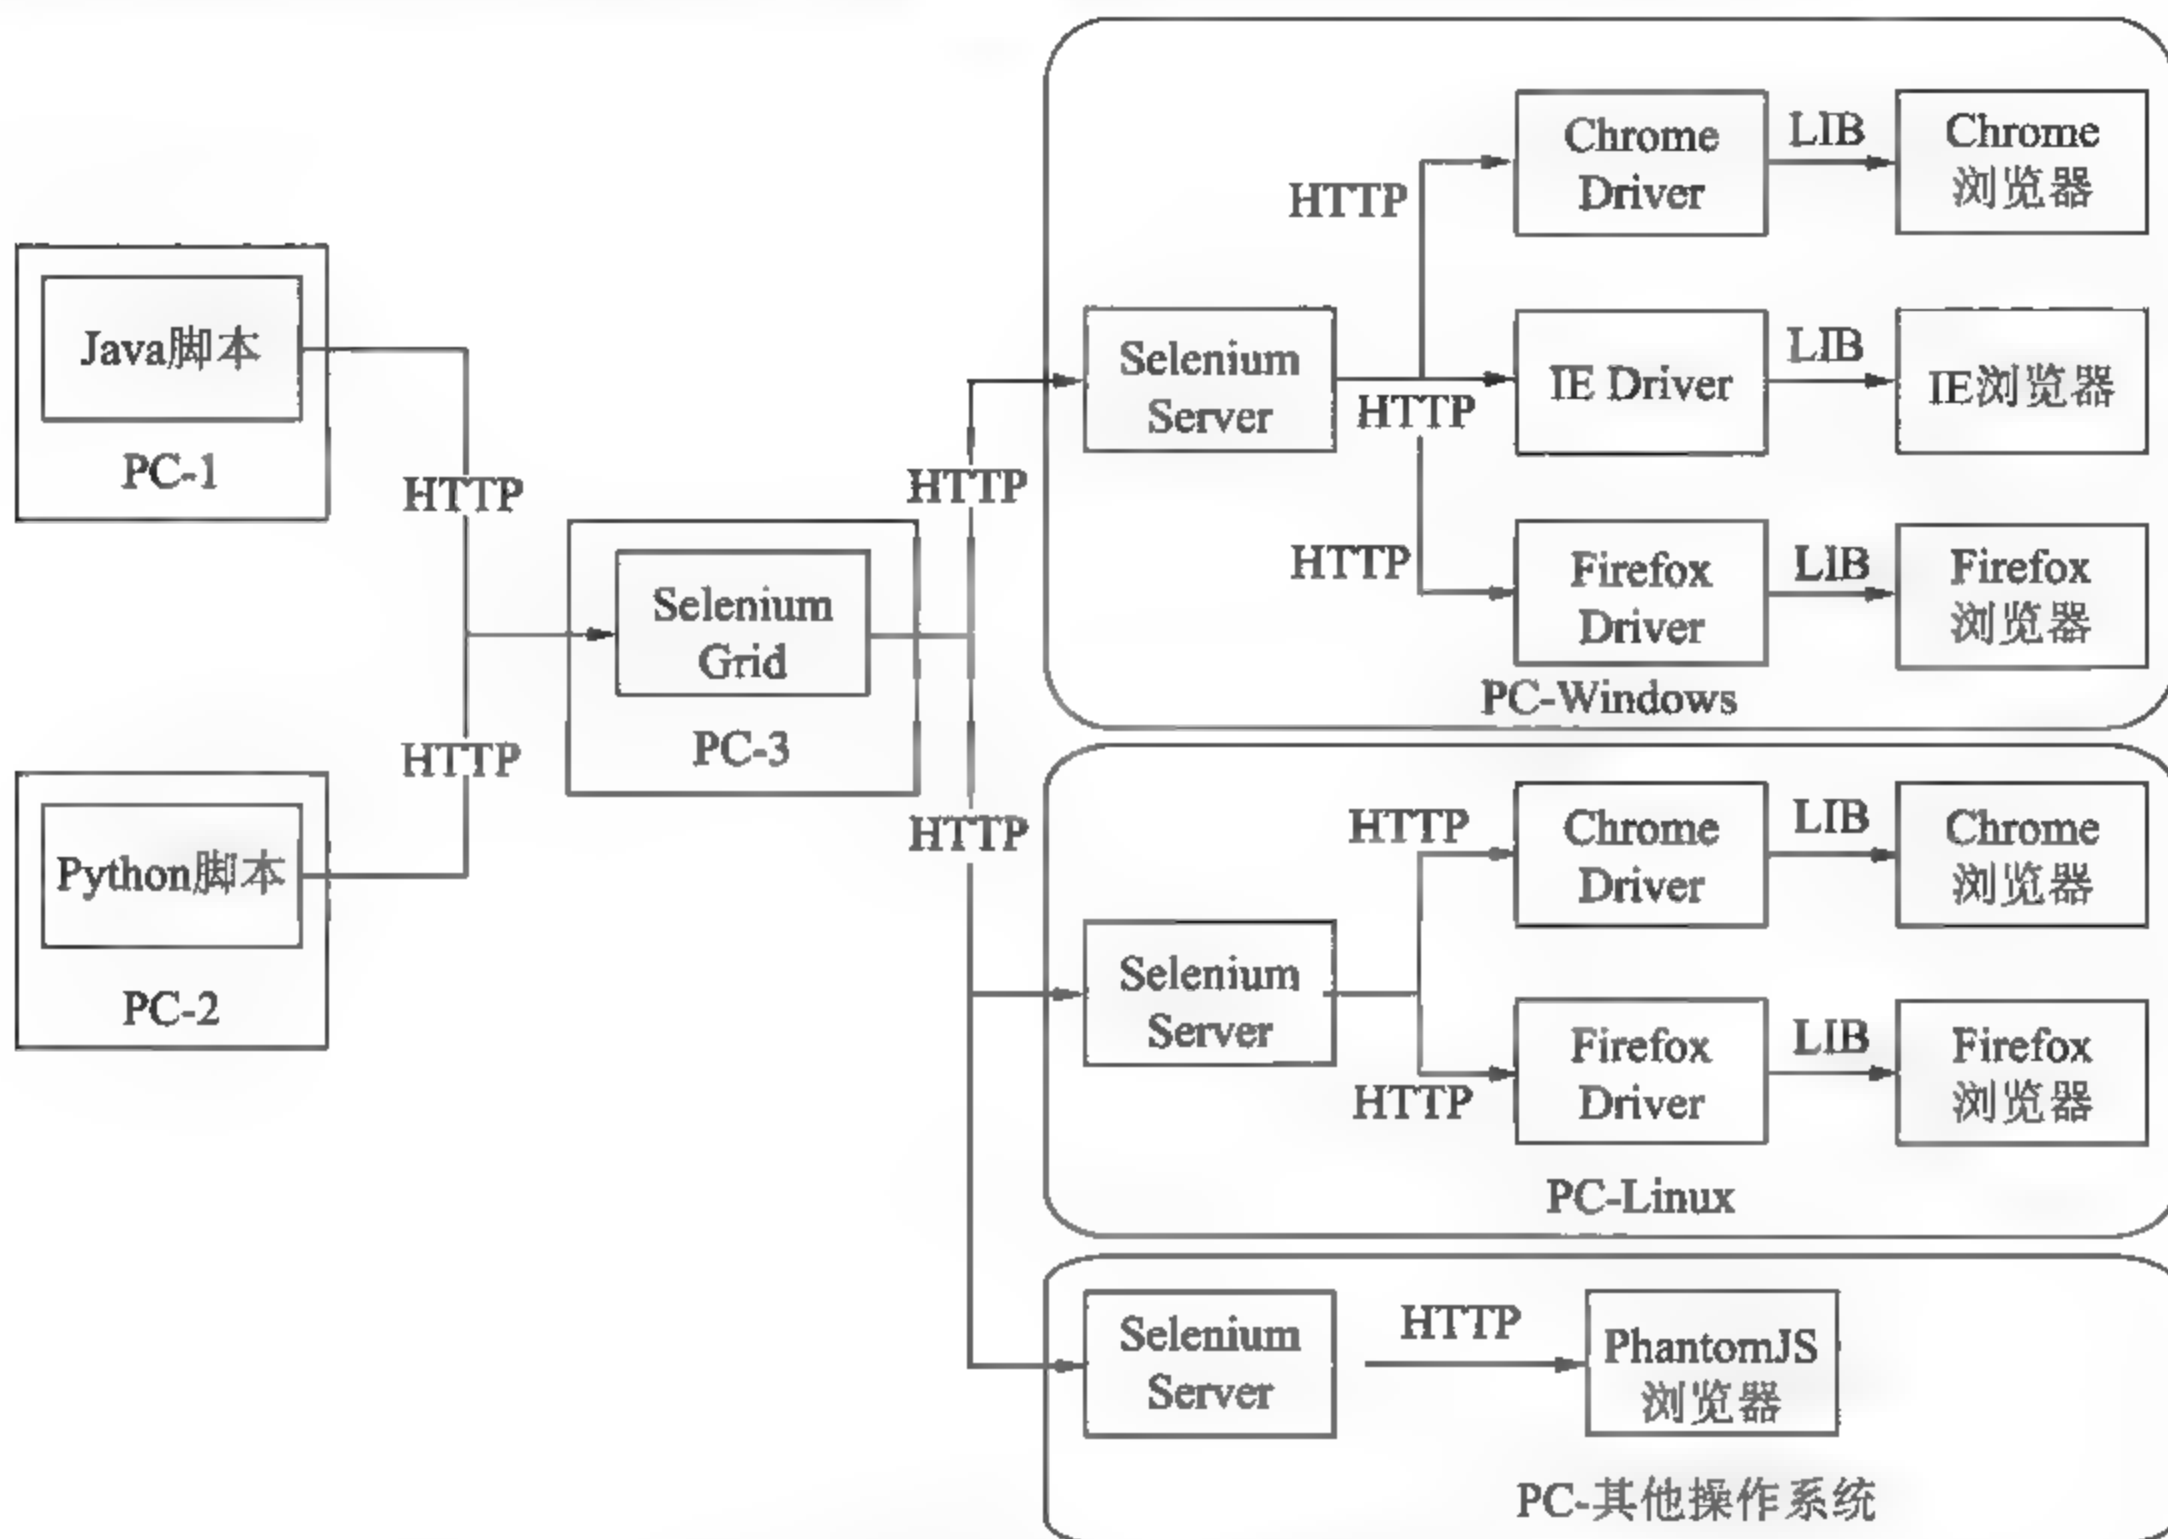 Java脚本
PC-1
HTTP
HTTP
Python脚本
PC-2
Selenium
Grid
PC-3
HTTP
HTTP
Selenium
Server
HTTP
HTTP
HTTP
Chrome
Driver
LIB
Chrome
浏览器
IE Driver
LIB
IE浏览器
Firefox
Driver
LIB
Firefox
浏览器
PC-Windows
Selenium
Server
HTTP
HTTP
Chrome
Driver
LIB
Chrome
浏览器
Firefox
Driver
LIB
Firefox
浏览器
PC-Linux
Selenium
Server
HTTP
PhantomJS
浏览器
PC-其他操作系统